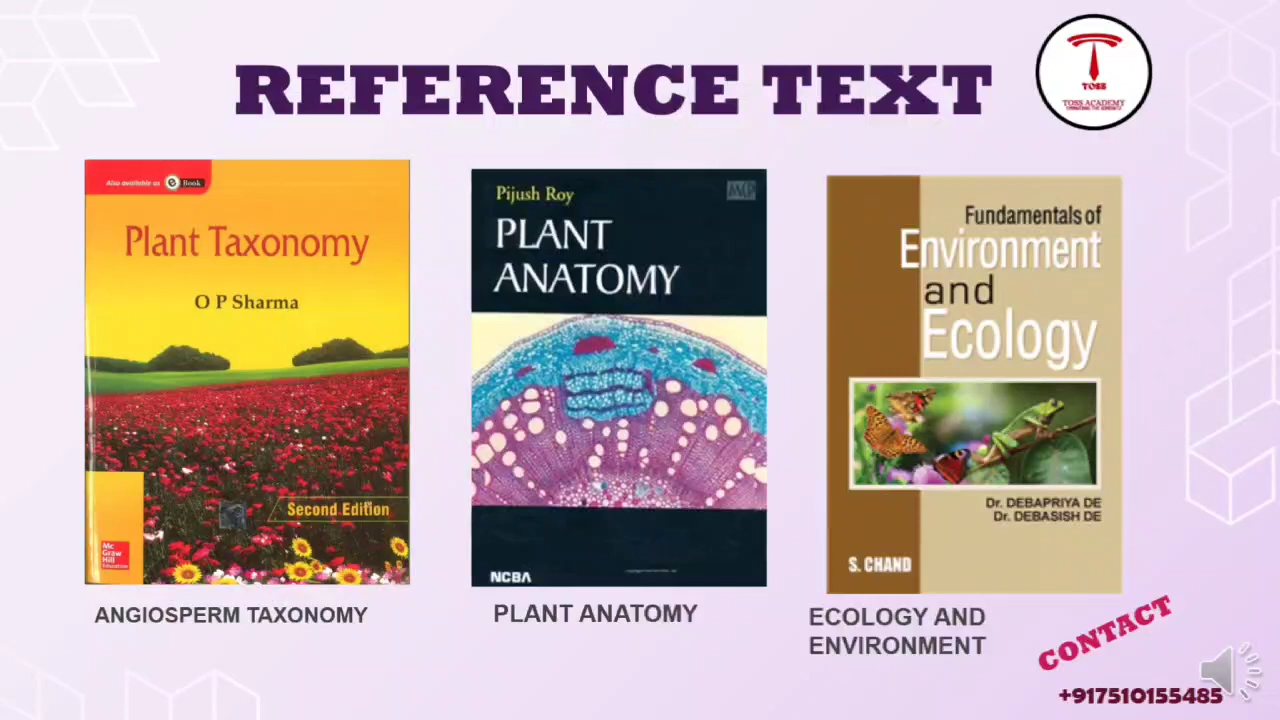 REFERENCE TEXT
TOSS
TOSS ACADEMY
Also available as e Book
Plant Taxonomy
O P Sharma
Second Edition
Mc
Graw
Hill
Education
ANGIOSPERM TAXONOMY
Pijush Roy
PLANT
ANATOMY
NCBA
PLANT ANATOMY
Fundamentals of
Environment
and
Ecology
Dr. DEBAPRIYA DE
Dr. DEBASISH DE
S. CHAND
ECOLOGY AND
ENVIRONMENT
CONTACT
+917510155485